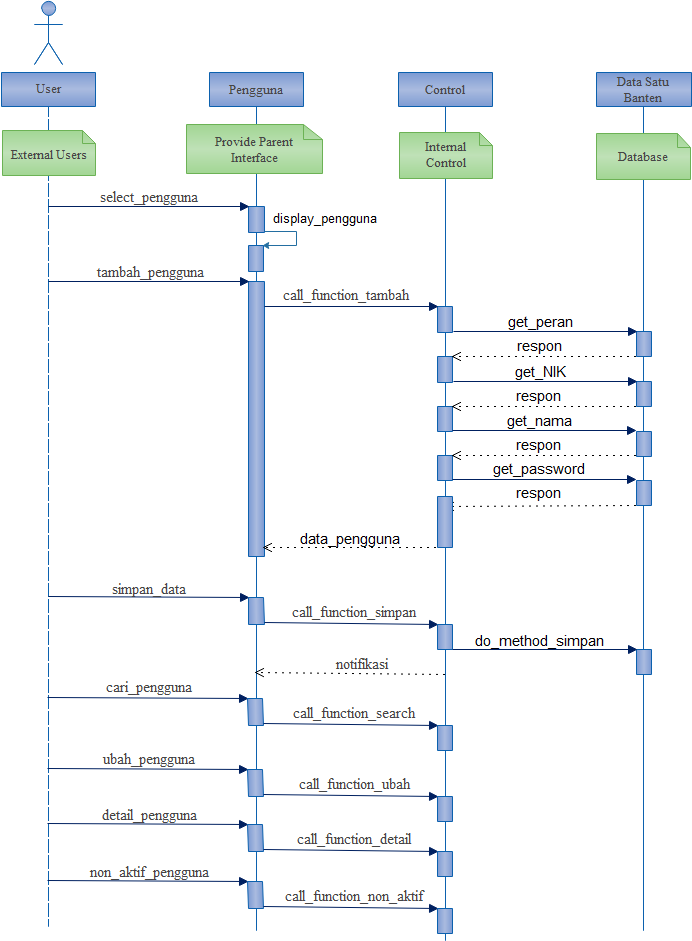 User
Pengguna
Control
Data Satu
Banten
External Users
Provide Parent
Interface
Internal
Control
Database
select_pengguna
display_pengguna
tambah_pengguna
call_function_tambah
get_peran
respon
get_NIK
respon
get_nama
respon
get_password
respon
data_pengguna
simpan_data
call_function_simpan
do_method_simpan
notifikasi
cari_pengguna
call_function_search
ubah_pengguna
call_function_ubah
detail_pengguna
call_function_detail
non_aktif_pengguna
call_function_non_aktif